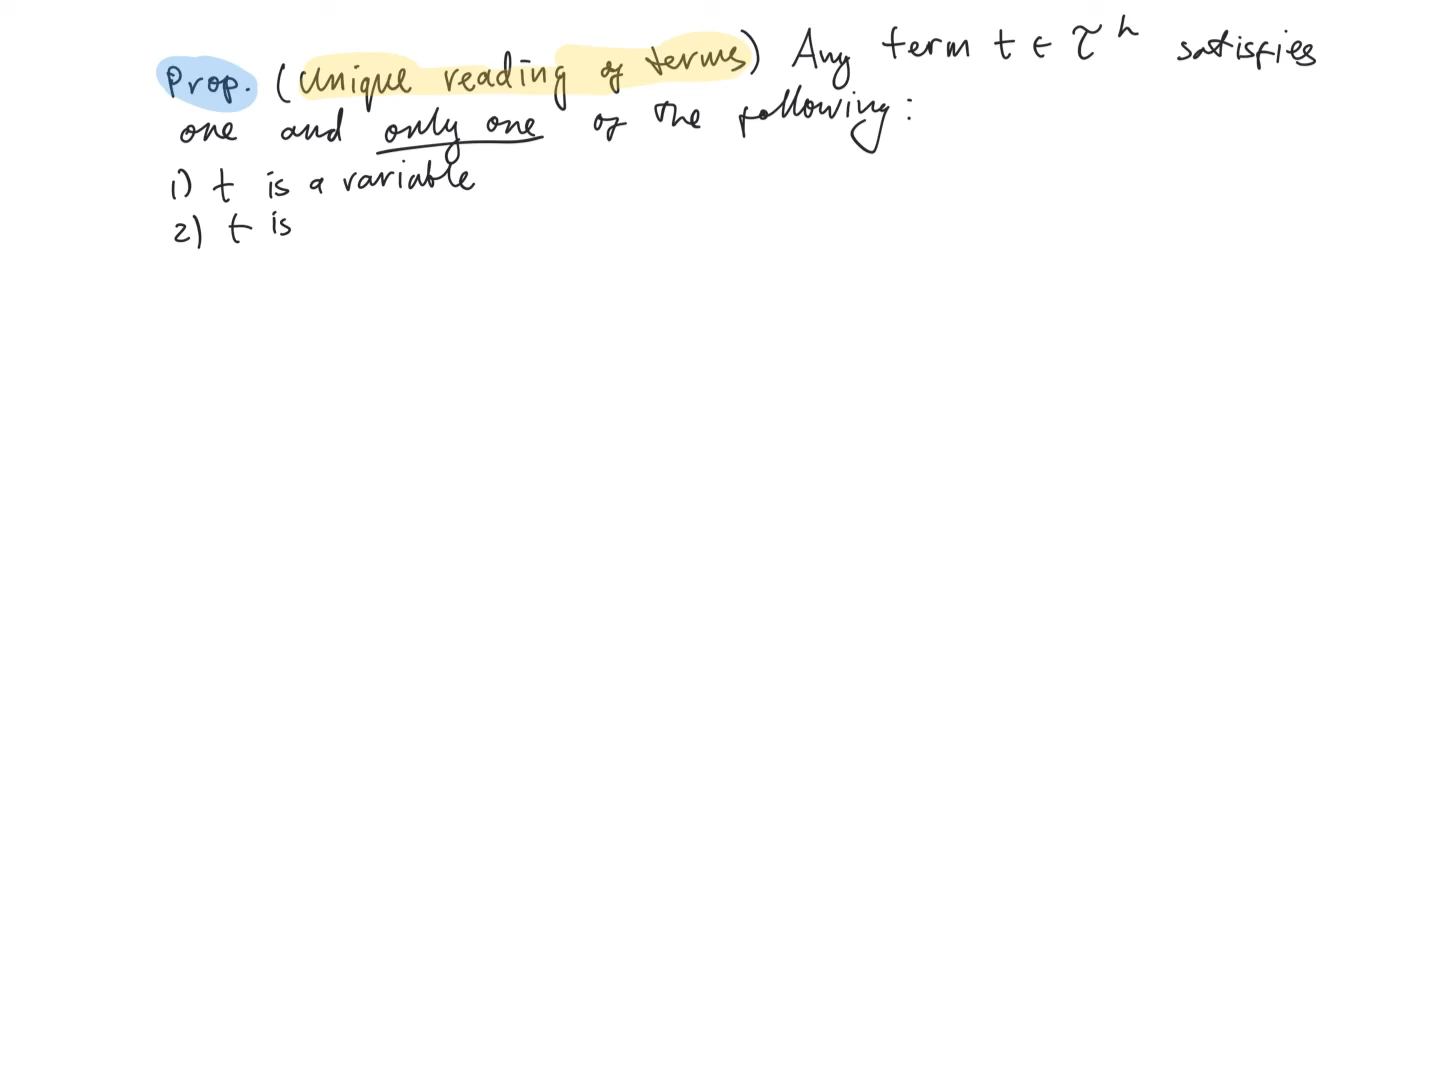 Prop. (Unique reading of terms) Any term t ∈ 𝒯ʰ satisfies
one and only one of the following:
1) t is a variable
2) t is